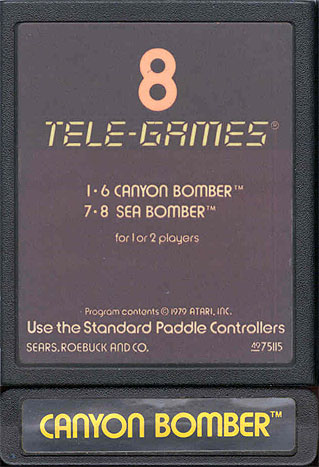 8
TELE-GAMES®
1•6 CANYON BOMBER™
7•8 SEA BOMBER™
for 1 or 2 players
Program contents © 1979 ATARI, INC.
Use the Standard Paddle Controllers
SEARS, ROEBUCK AND CO. 49 75115
CANYON BOMBER™